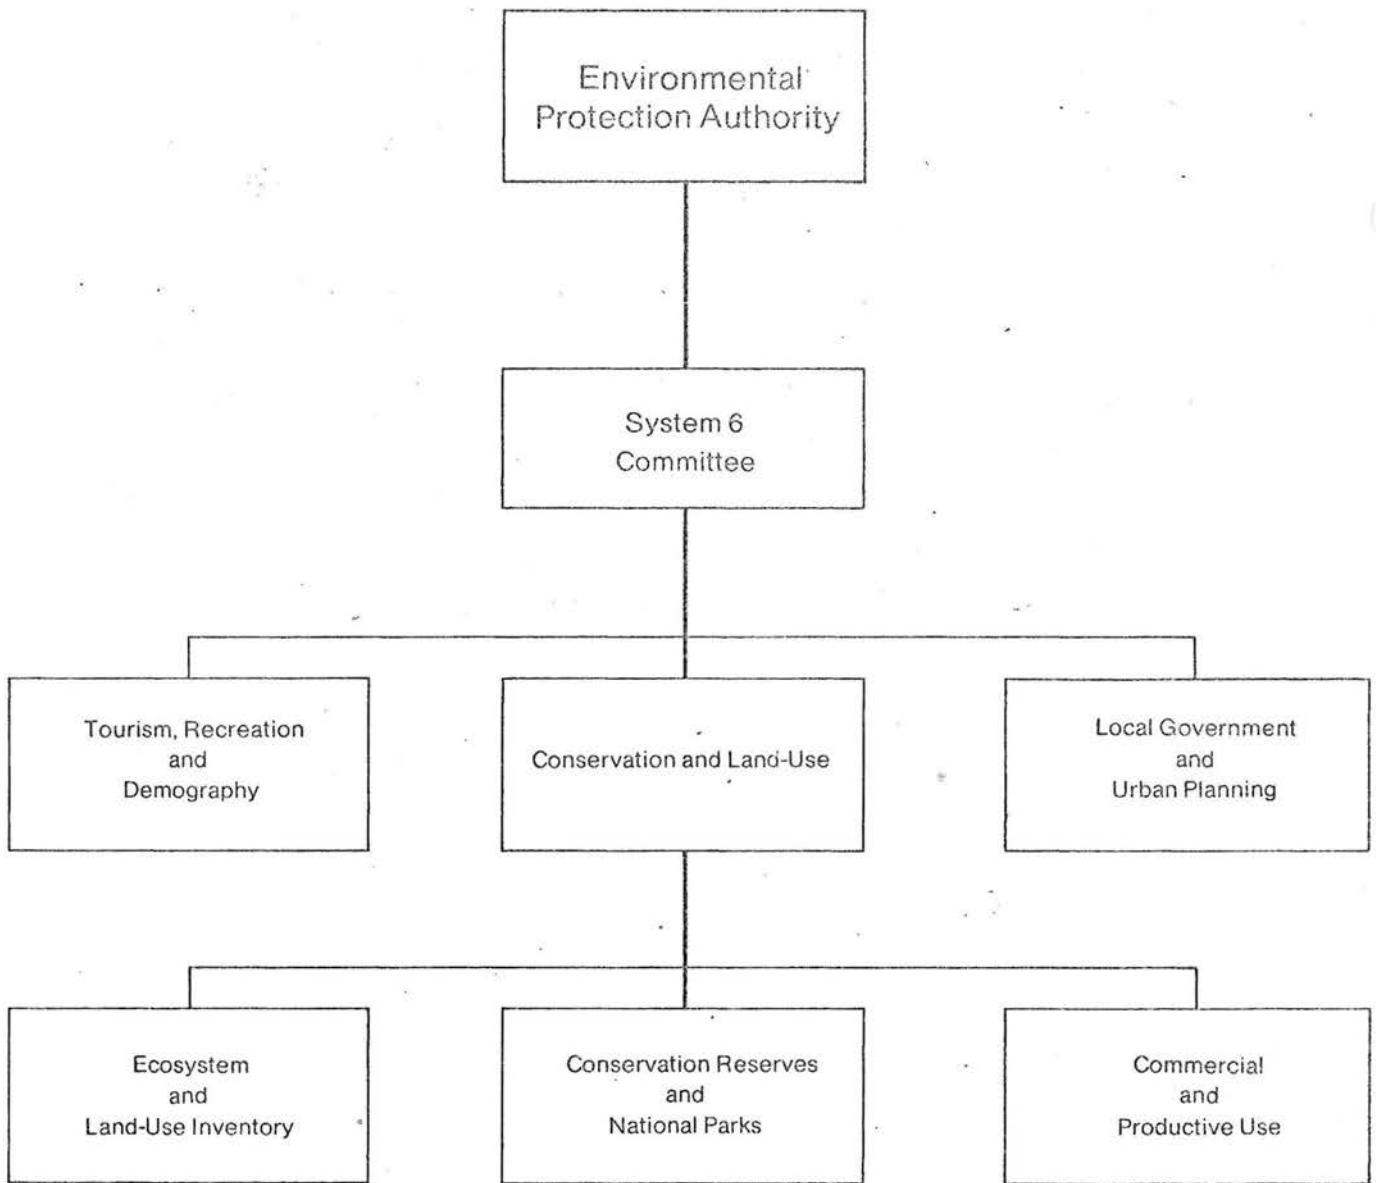 Environmental
Protection Authority
System 6
Committee
Tourism, Recreation
and
Demography
Conservation and Land-Use
Local Government
and
Urban Planning
Ecosystem
and
Land-Use Inventory
Conservation Reserves
and
National Parks
Commercial
and
Productive Use